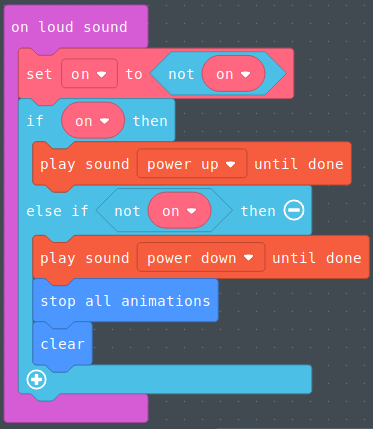 on loud sound
set on to not on
if on then
play sound power up until done
else if not on then
play sound power down until done
stop all animations
clear